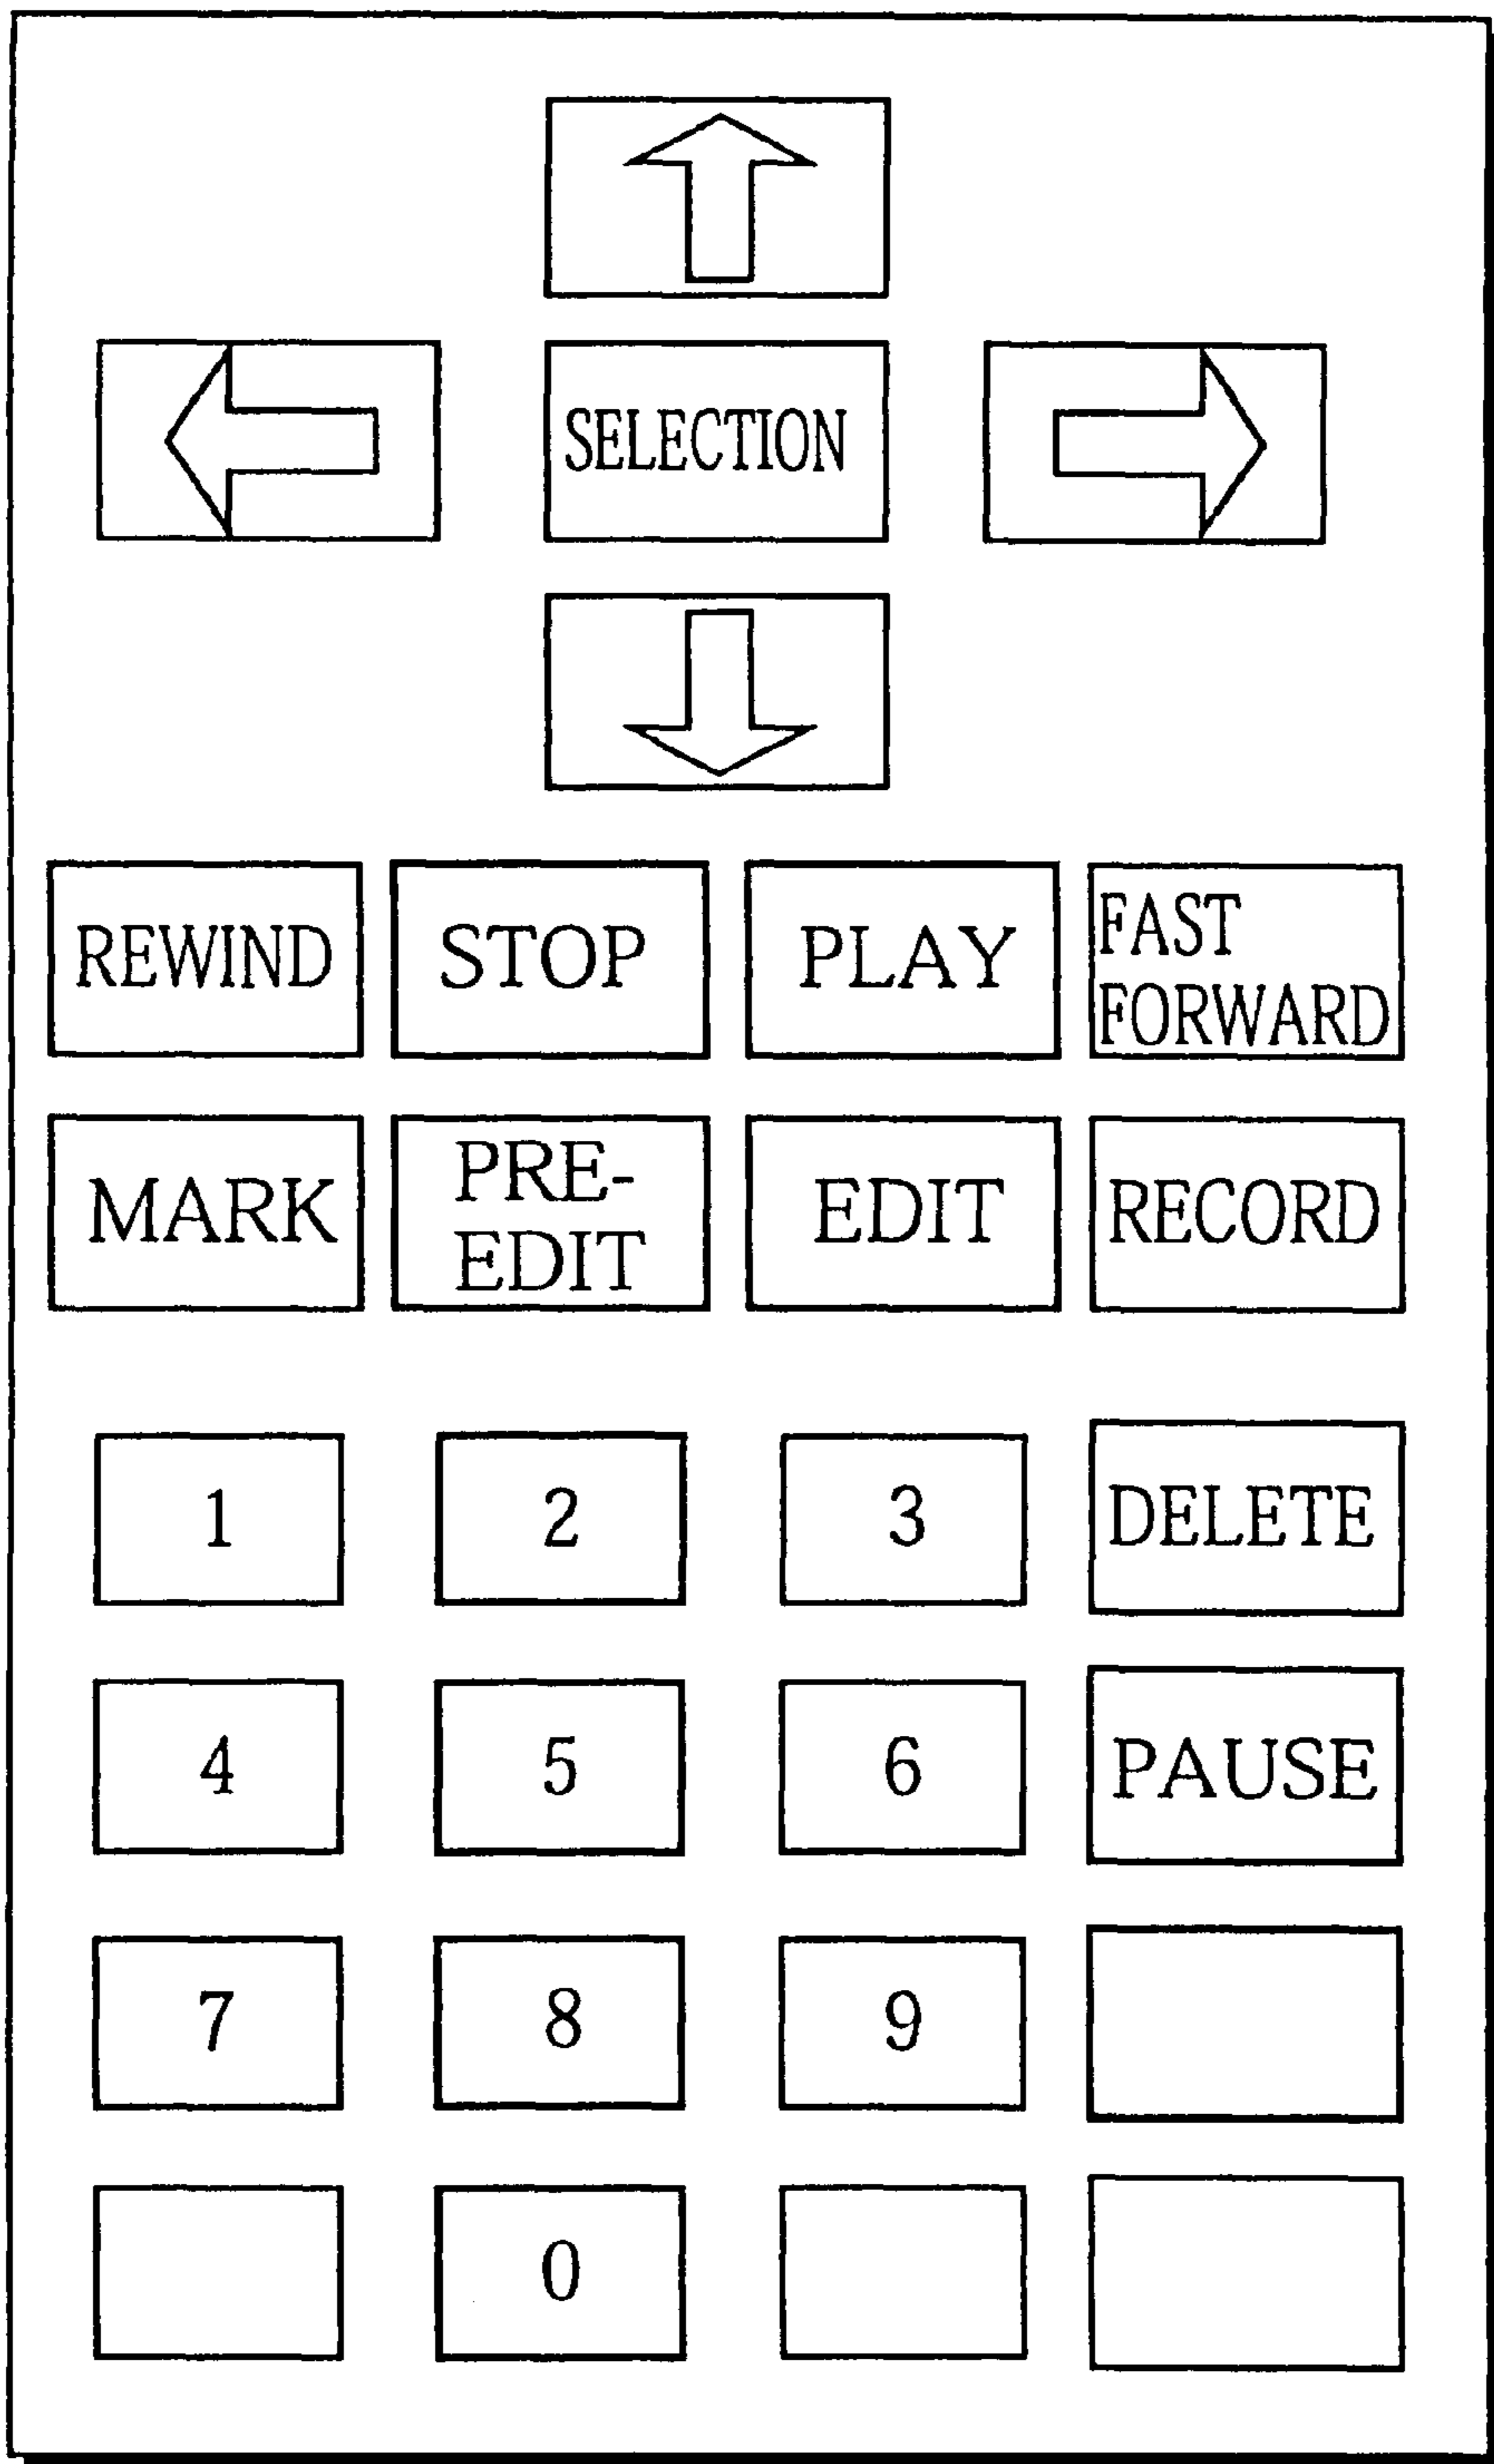 SELECTION
REWIND STOP PLAY FAST
FORWARD
MARK PRE-
EDIT EDIT RECORD
1 2 3 DELETE
4 5 6 PAUSE
7 8 9
0